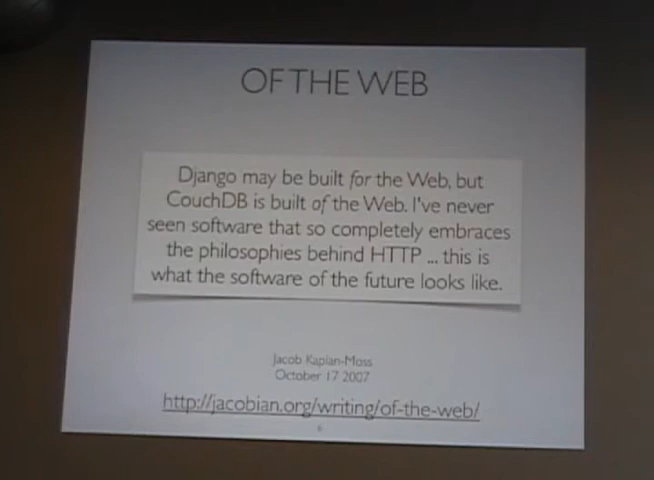 OF THE WEB
Django may be built for the Web, but
CouchDB is built of the Web. I've never
seen software that so completely embraces
the philosophies behind HTTP ... this is
what the software of the future looks like.
Jacob Kaplan-Moss
October 17 2007
http://jacobian.org/writing/of-the-web/
6